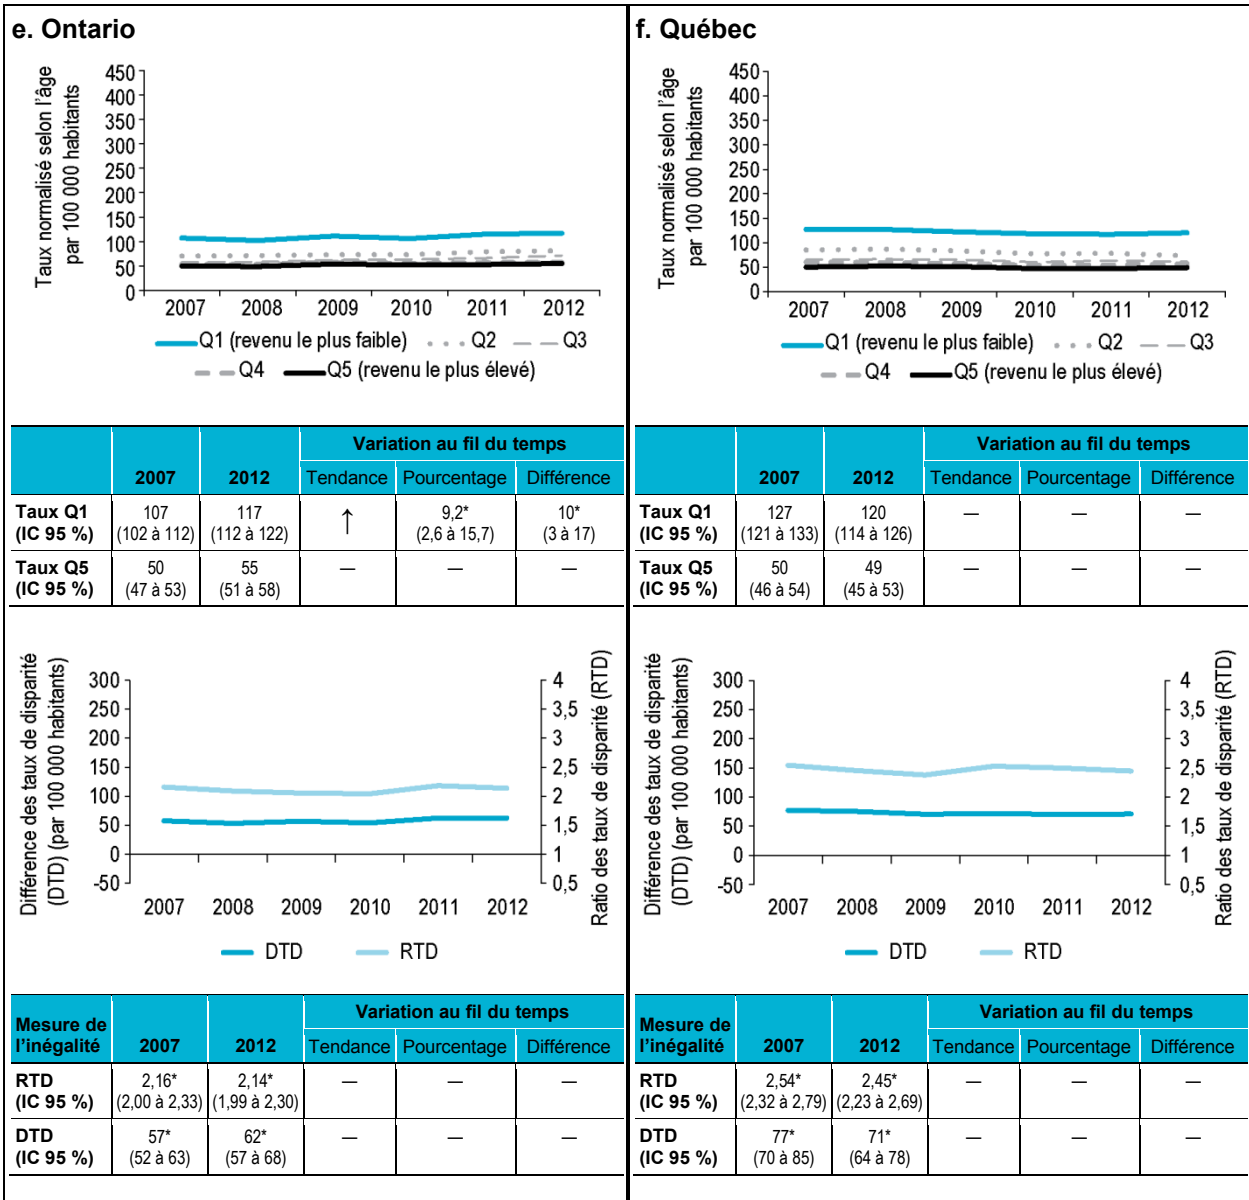 e. Ontario
Taux normalisé selon l'âge
par 100 000 habitants
450
400
350
300
250
200
150
100
50
0
2007 2008 2009 2010 2011 2012
Q1 (revenu le plus faible) Q2 Q3
Q4 Q5 (revenu le plus élevé)
Variation au fil du temps
2007 2012 Tendance Pourcentage Différence
Taux Q1 107 117 ↑ 9,2* 10*
(IC 95 %) (102 à 112) (112 à 122) (2,6 à 15,7) (3 à 17)
Taux Q5 50 55 — — —
(IC 95 %) (47 à 53) (51 à 58)
Différence des taux de disparité
(DTD) (par 100 000 habitants)
300
250
200
150
100
50
0
-50
4
3,5
3
2,5
2
1,5
1
0,5
Ratio des taux de disparité (RTD)
2007 2008 2009 2010 2011 2012
DTD RTD
Mesure de
l'inégalité 2007 2012
Variation au fil du temps
Tendance Pourcentage Différence
RTD 2,16* 2,14* — — —
(IC 95 %) (2,00 à 2,33) (1,99 à 2,30)
DTD 57* 62* — — —
(IC 95 %) (52 à 63) (57 à 68)
f. Québec
Taux normalisé selon l'âge
par 100 000 habitants
450
400
350
300
250
200
150
100
50
0
2007 2008 2009 2010 2011 2012
Q1 (revenu le plus faible) Q2 Q3
Q4 Q5 (revenu le plus élevé)
Variation au fil du temps
2007 2012 Tendance Pourcentage Différence
Taux Q1 127 120 — — —
(IC 95 %) (121 à 133) (114 à 126)
Taux Q5 50 49 — — —
(IC 95 %) (46 à 54) (45 à 53)
Différence des taux de disparité
(DTD) (par 100 000 habitants)
300
250
200
150
100
50
0
-50
4
3,5
3
2,5
2
1,5
1
0,5
Ratio des taux de disparité (RTD)
2007 2008 2009 2010 2011 2012
DTD RTD
Mesure de
l'inégalité 2007 2012
Variation au fil du temps
Tendance Pourcentage Différence
RTD 2,54* 2,45* — — —
(IC 95 %) (2,32 à 2,79) (2,23 à 2,69)
DTD 77* 71* — — —
(IC 95 %) (70 à 85) (64 à 78)